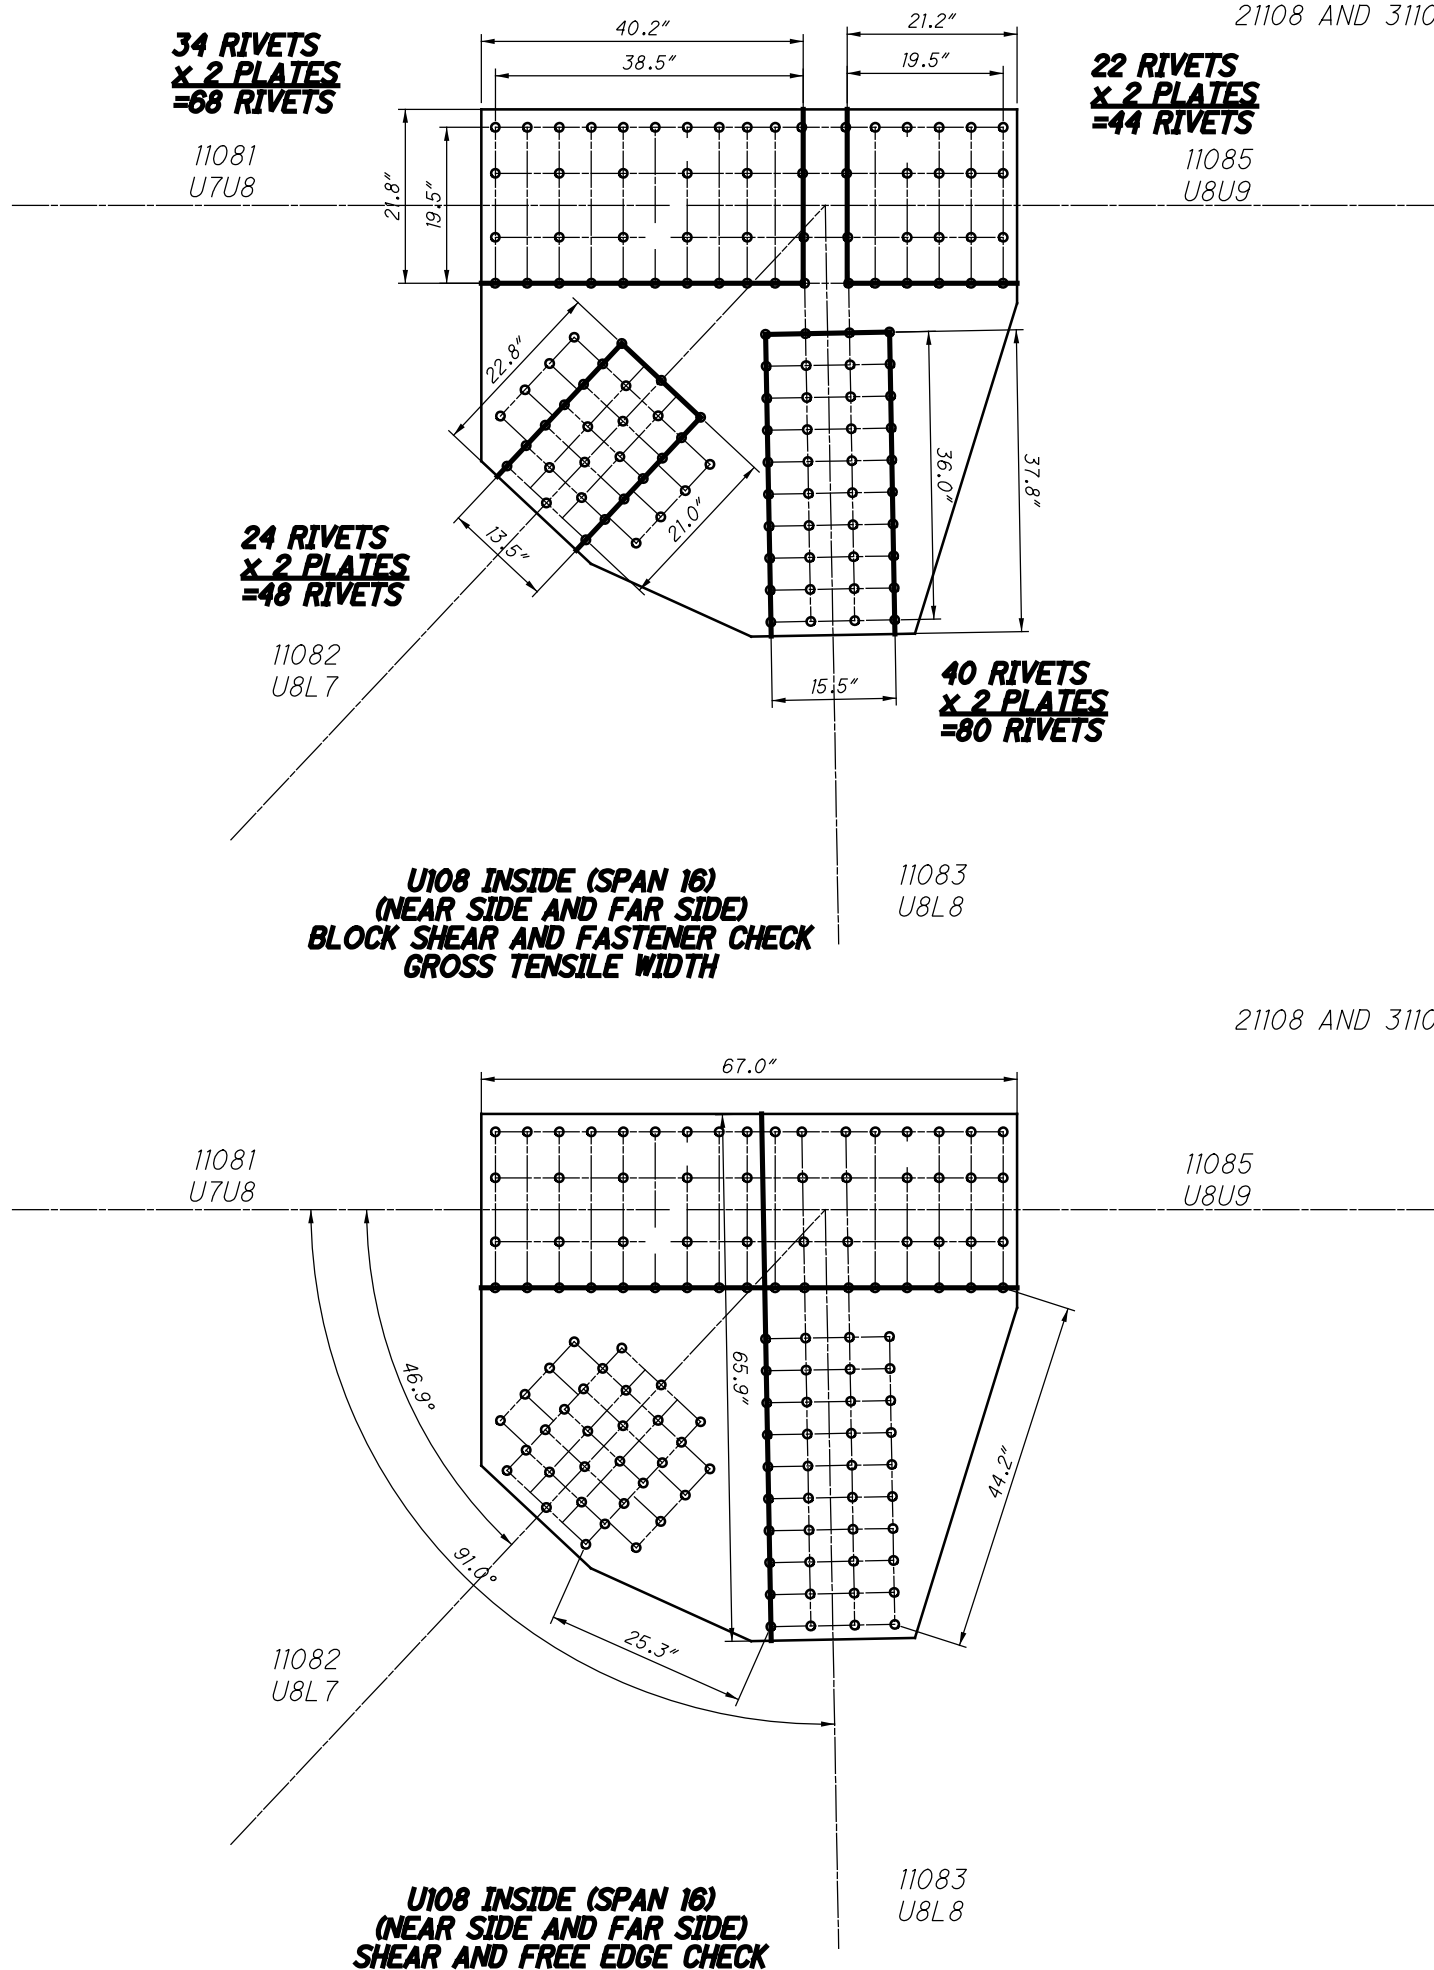 21108 AND 3110
40.2"
21.2"
34 RIVETS
x 2 PLATES
=68 RIVETS
38.5"
19.5"
22 RIVETS
x 2 PLATES
=44 RIVETS
11081
U7U8
11085
U8U9
21.8"
19.5"
22.8"
36.0"
37.8"
21.0"
13.5"
24 RIVETS
x 2 PLATES
=48 RIVETS
11082
U8L7
15.5"
40 RIVETS
x 2 PLATES
=80 RIVETS
U108 INSIDE (SPAN 16)
(NEAR SIDE AND FAR SIDE)
BLOCK SHEAR AND FASTENER CHECK
GROSS TENSILE WIDTH
11083
U8L8
21108 AND 3110
67.0"
11081
U7U8
11085
U8U9
46.9°
65.9"
44.2"
91.0°
25.3"
11082
U8L7
11083
U8L8
U108 INSIDE (SPAN 16)
(NEAR SIDE AND FAR SIDE)
SHEAR AND FREE EDGE CHECK